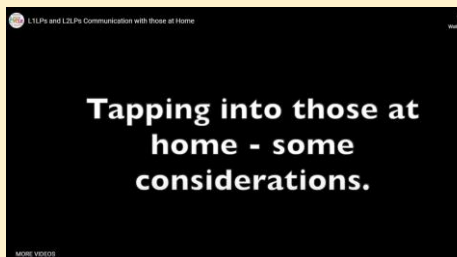 L1LPs and L2LPs Communication with those at Home
Tapping into those at
home - some
considerations.
MORE VIDEOS